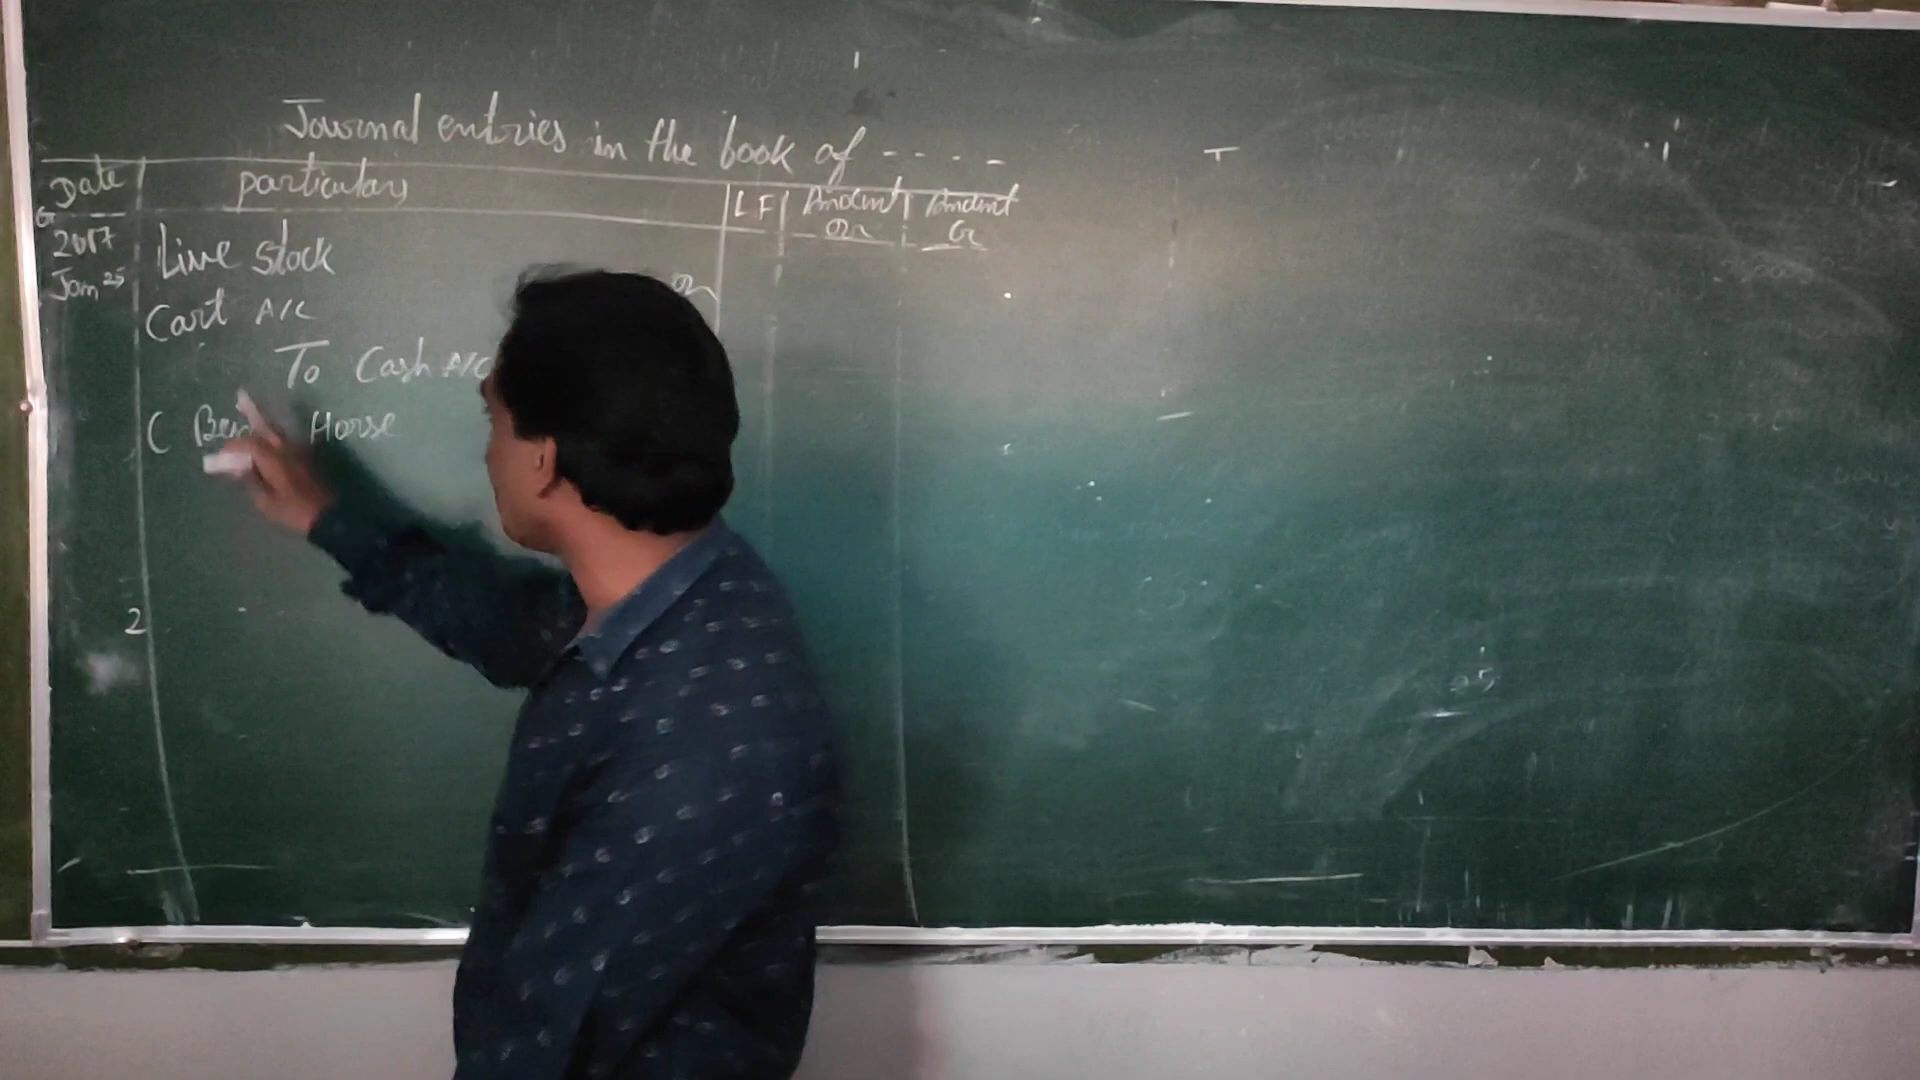 Journal entries in the book of - - - -
Date particulars L F Amount Dr Amount Cr
2017
Jan 25
Live stock
Dr
Cart A/c
To Cash A/c
( Horse
2